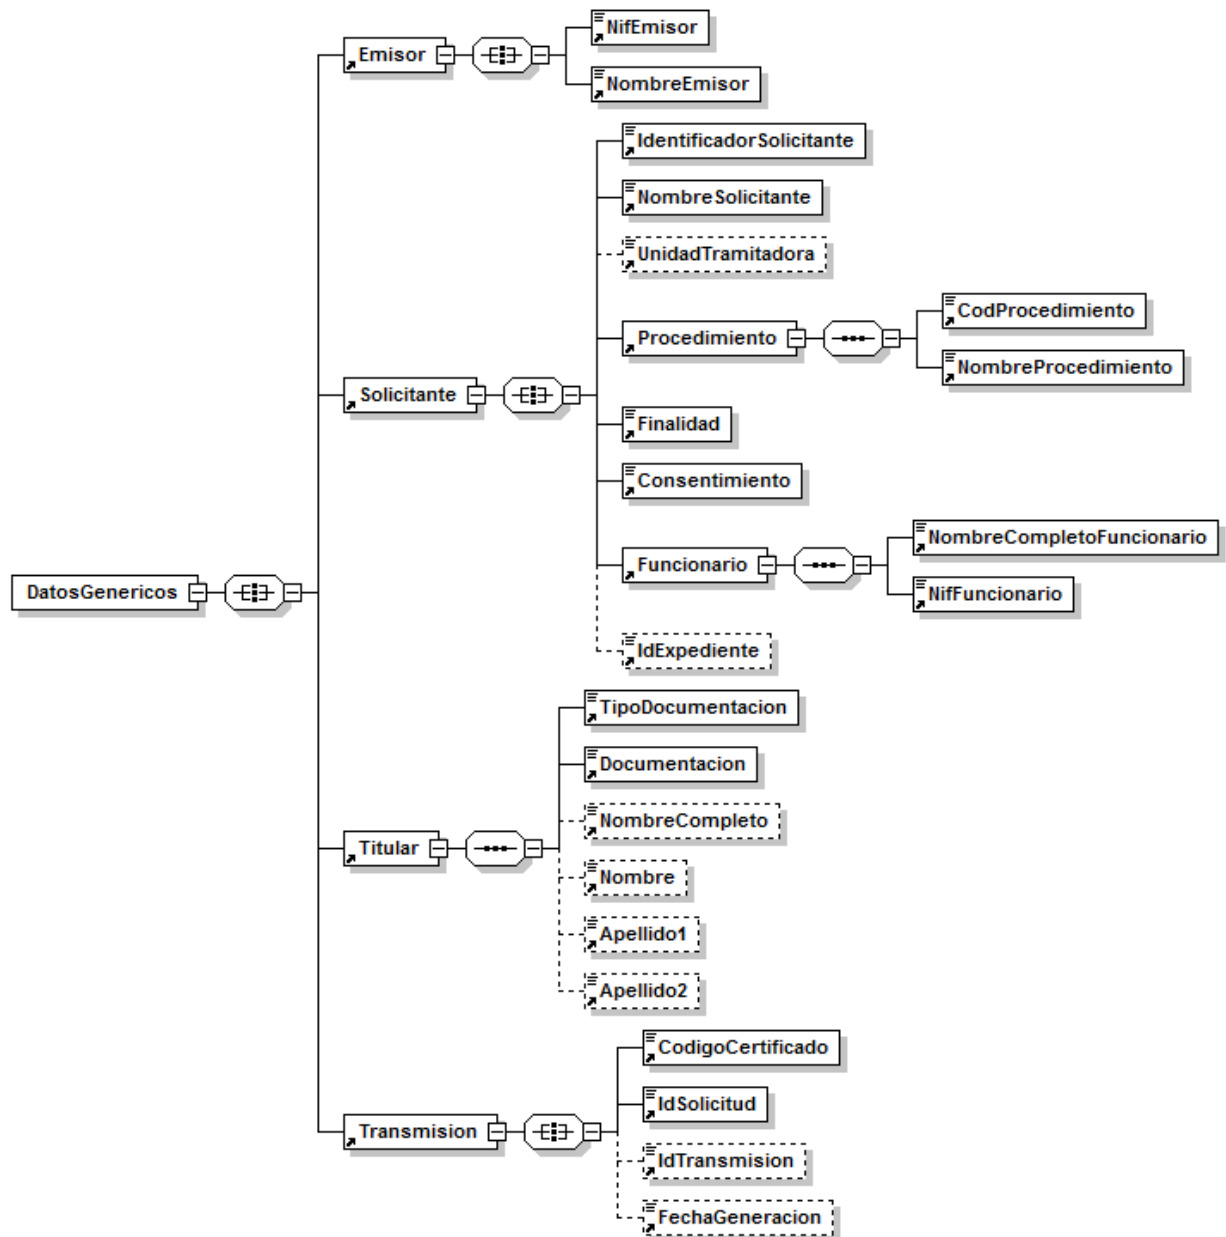 NifEmisor
Emisor
NombreEmisor
IdentificadorSolicitante
NombreSolicitante
UnidadTramitadora
CodProcedimiento
Procedimiento
NombreProcedimiento
Solicitante
Finalidad
Consentimiento
NombreCompletoFuncionario
Funcionario
DatosGenericos
NifFuncionario
IdExpediente
TipoDocumentacion
Documentacion
NombreCompleto
Titular
Nombre
Apellido1
Apellido2
CodigoCertificado
IdSolicitud
Transmision
IdTransmision
FechaGeneracion